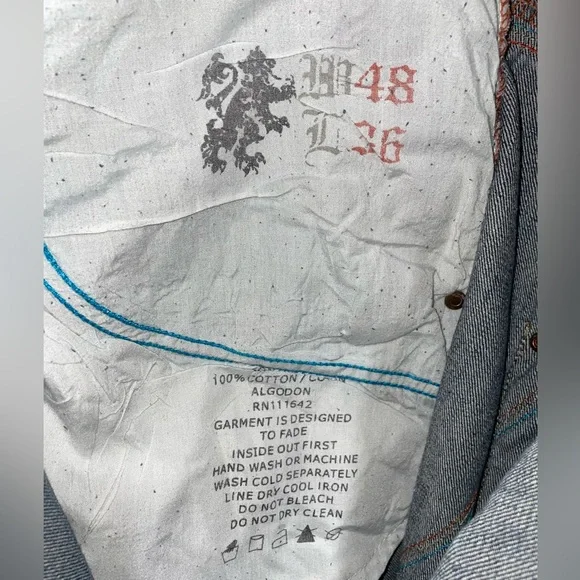 W48
L36
100% COTTON /
ALGODON
RN111642
GARMENT IS DESIGNED
TO FADE
INSIDE OUT FIRST
HAND WASH OR MACHINE
WASH COLD SEPARATELY
LINE DRY COOL IRON
DO NOT BLEACH
DO NOT DRY CLEAN